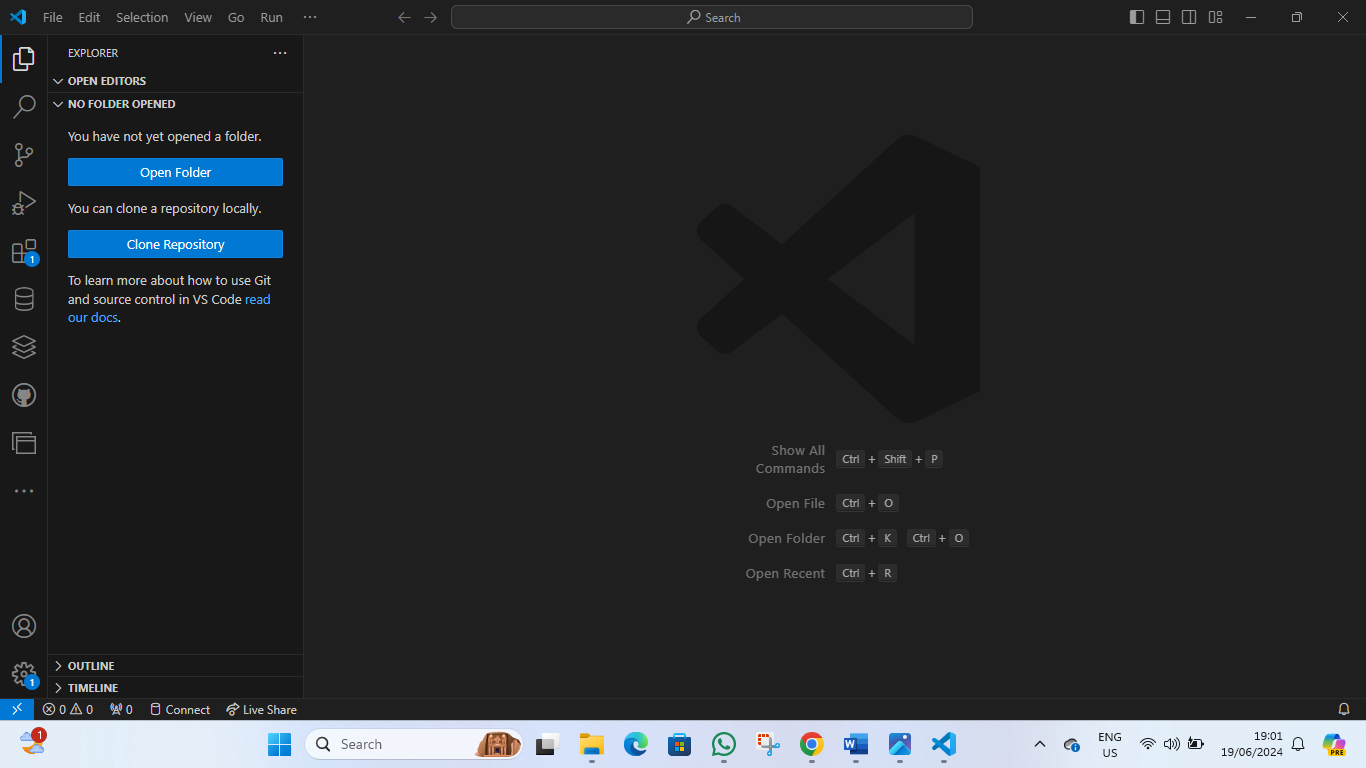 File Edit Selection View Go Run ···
Search
EXPLORER ···
OPEN EDITORS
NO FOLDER OPENED
You have not yet opened a folder.
Open Folder
You can clone a repository locally.
Clone Repository
To learn more about how to use Git
and source control in VS Code read
our docs.
1
Show All
Commands Ctrl + Shift + P
Open File Ctrl + O
Open Folder Ctrl + K Ctrl + O
Open Recent Ctrl + R
OUTLINE
1
TIMELINE
0 0 0 Connect Live Share
1
Search
W
ENG
US
19:01
19/06/2024
PRE